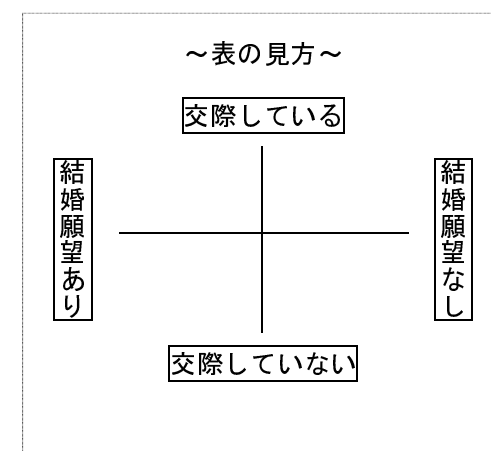 ～表の見方～
交際している
結婚願望あり
結婚願望なし
交際していない